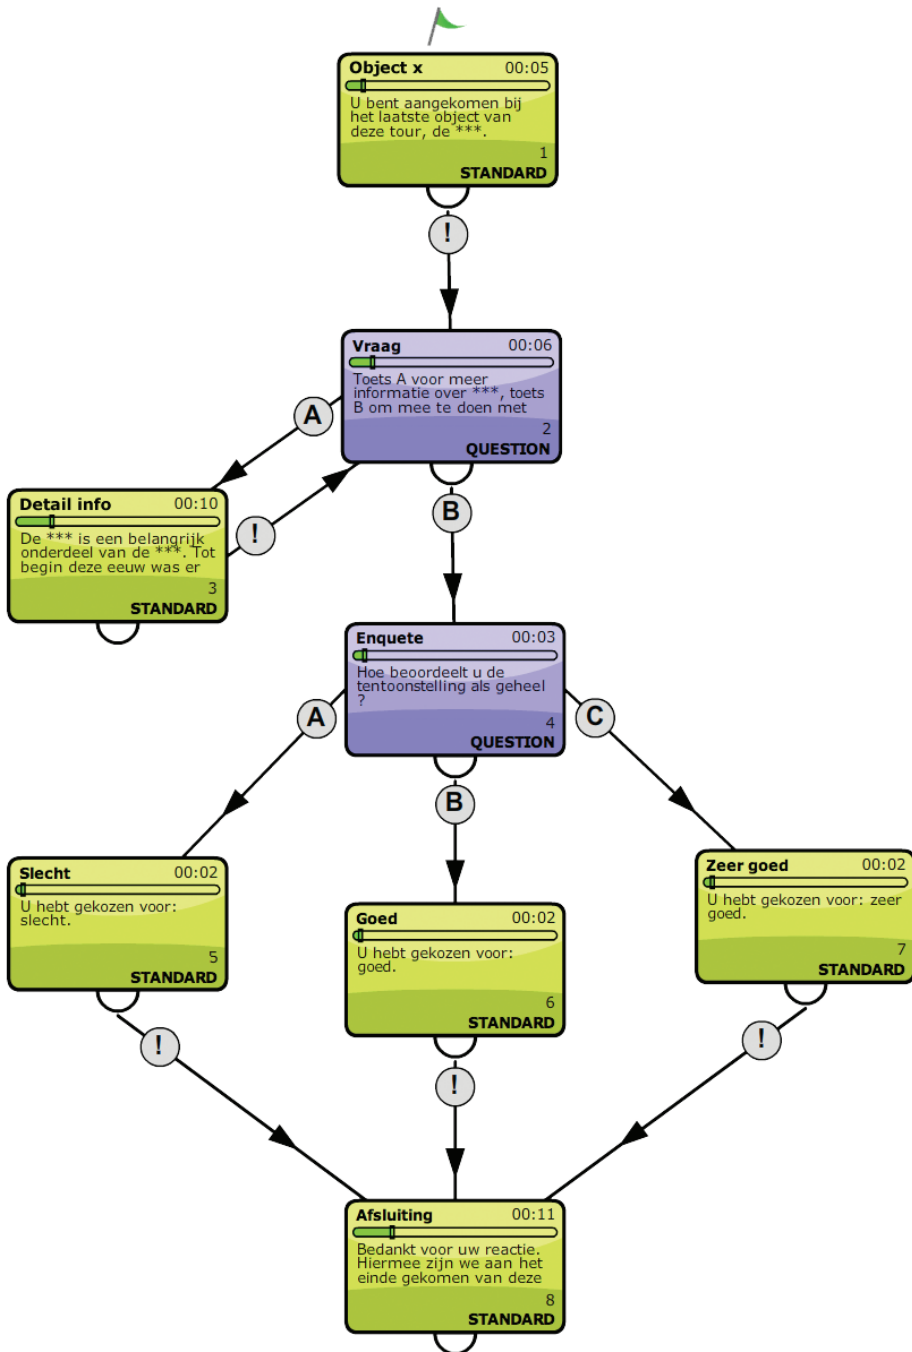 Object x 00:05
U bent aangekomen bij
het laatste object van
deze tour, de ***.
1
STANDARD
!
Vraag 00:06
Toets A voor meer
informatie over ***, toets
B om mee te doen met
2
QUESTION
A
!
B
Detail info 00:10
De *** is een belangrijk
onderdeel van de ***. Tot
begin deze eeuw was er
3
STANDARD
Enquete 00:03
Hoe beoordeelt u de
tentoonstelling als geheel
?
4
QUESTION
A
B
C
Slecht 00:02
U hebt gekozen voor:
slecht.
5
STANDARD
Goed 00:02
U hebt gekozen voor:
goed.
6
STANDARD
Zeer goed 00:02
U hebt gekozen voor: zeer
goed.
7
STANDARD
!
!
!
Afsluiting 00:11
Bedankt voor uw reactie.
Hiermee zijn we aan het
einde gekomen van deze
8
STANDARD